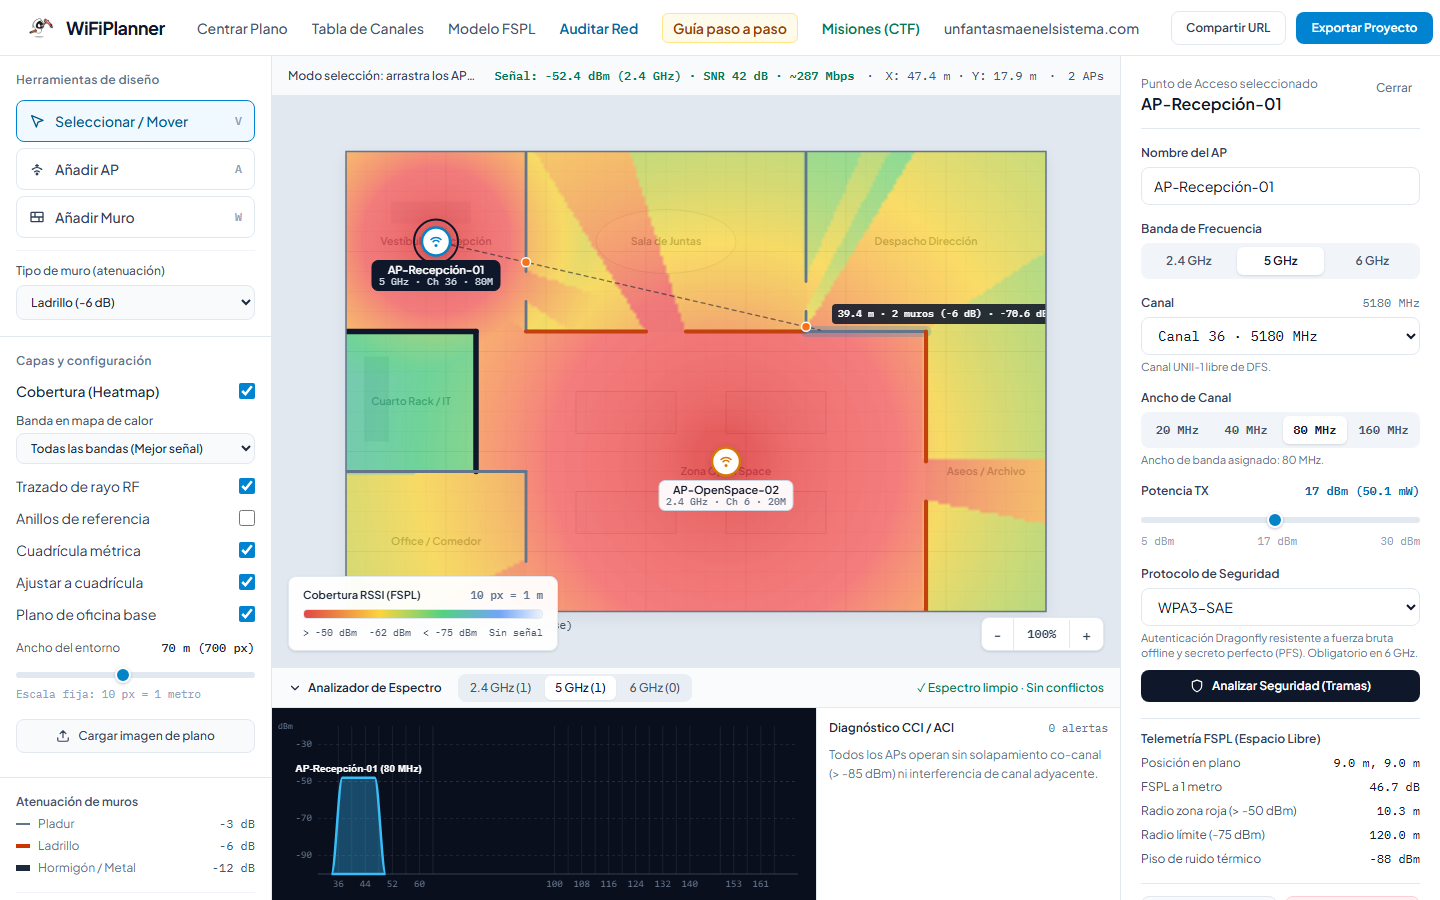 WiFiPlanner
Centrar Plano
Tabla de Canales
Modelo FSPL
Auditar Red
Guía paso a paso
Misiones (CTF)
unfantasmaenelsistema.com
Compartir URL
Exportar Proyecto
Herramientas de diseño
Seleccionar / Mover V
Añadir AP A
Añadir Muro W
Tipo de muro (atenuación)
Ladrillo (-6 dB)
Capas y configuración
Cobertura (Heatmap)
Banda en mapa de calor
Todas las bandas (Mejor señal)
Trazado de rayo RF
Anillos de referencia
Cuadrícula métrica
Ajustar a cuadrícula
Plano de oficina base
Ancho del entorno 70 m (700 px)
Escala fija: 10 px = 1 metro
Cargar imagen de plano
Atenuación de muros
Pladur -3 dB
Ladrillo -6 dB
Hormigón / Metal -12 dB
Modo selección: arrastra los AP... Señal: -52.4 dBm (2.4 GHz) · SNR 42 dB · ~287 Mbps · X: 47.4 m · Y: 17.9 m · 2 APs
Sala de Juntas
Despacho Dirección
AP-Recepción-01
5 GHz · Ch 36 · 80M
39.4 m · 2 muros (-6 dB) · -70.6 dB
Cuarto Rack / IT
Aseos / Archivo
AP-OpenSpace-02
2.4 GHz · Ch 6 · 20M
Office / Comedor
Cobertura RSSI (FSPL) 10 px = 1 m
> -50 dBm -62 dBm < -75 dBm Sin señal
se)
- 100% +
Analizador de Espectro
2.4 GHz (1) 5 GHz (1) 6 GHz (0)
✓ Espectro limpio · Sin conflictos
dBm
-30
AP-Recepción-01 (80 MHz)
-50
-70
-90
36 44 52 60 100 108 116 124 132 140 153 161
Diagnóstico CCI / ACI 0 alertas
Todos los APs operan sin solapamiento co-canal
(> -85 dBm) ni interferencia de canal adyacente.
Punto de Acceso seleccionado
AP-Recepción-01
Cerrar
Nombre del AP
AP-Recepción-01
Banda de Frecuencia
2.4 GHz 5 GHz 6 GHz
Canal 5180 MHz
Canal 36 · 5180 MHz
Canal UNII-1 libre de DFS.
Ancho de Canal
20 MHz 40 MHz 80 MHz 160 MHz
Ancho de banda asignado: 80 MHz.
Potencia TX 17 dBm (50.1 mW)
5 dBm 17 dBm 30 dBm
Protocolo de Seguridad
WPA3-SAE
Autenticación Dragonfly resistente a fuerza bruta
offline y secreto perfecto (PFS). Obligatorio en 6 GHz.
Analizar Seguridad (Tramas)
Telemetría FSPL (Espacio Libre)
Posición en plano 9.0 m, 9.0 m
FSPL a 1 metro 46.7 dB
Radio zona roja (> -50 dBm) 10.3 m
Radio límite (-75 dBm) 120.0 m
Piso de ruido térmico -88 dBm